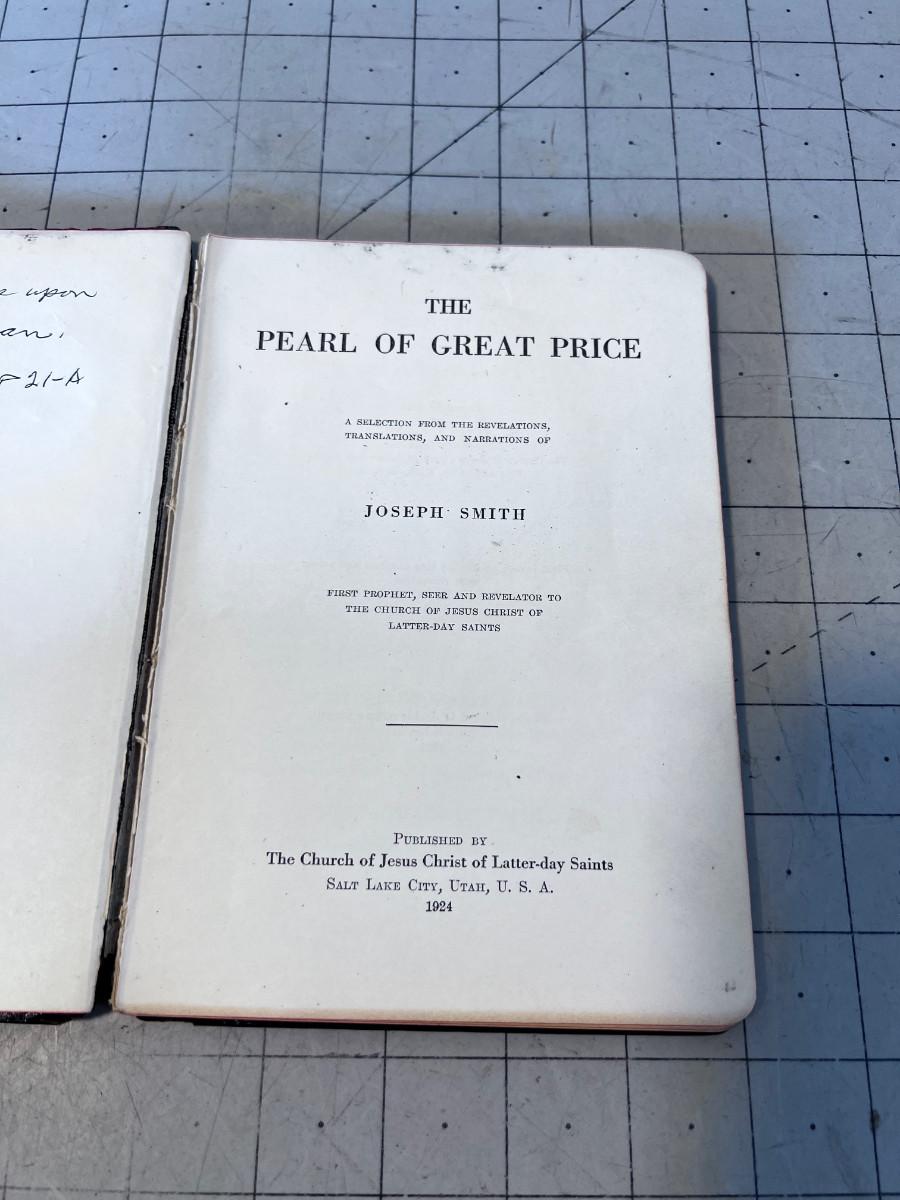 upon
21-A
THE
PEARL OF GREAT PRICE
A SELECTION FROM THE REVELATIONS,
TRANSLATIONS, AND NARRATIONS OF
JOSEPH SMITH
FIRST PROPHET, SEER AND REVELATOR TO
THE CHURCH OF JESUS CHRIST OF
LATTER-DAY SAINTS
PUBLISHED BY
The Church of Jesus Christ of Latter-day Saints
SALT LAKE CITY, UTAH, U. S. A.
1924